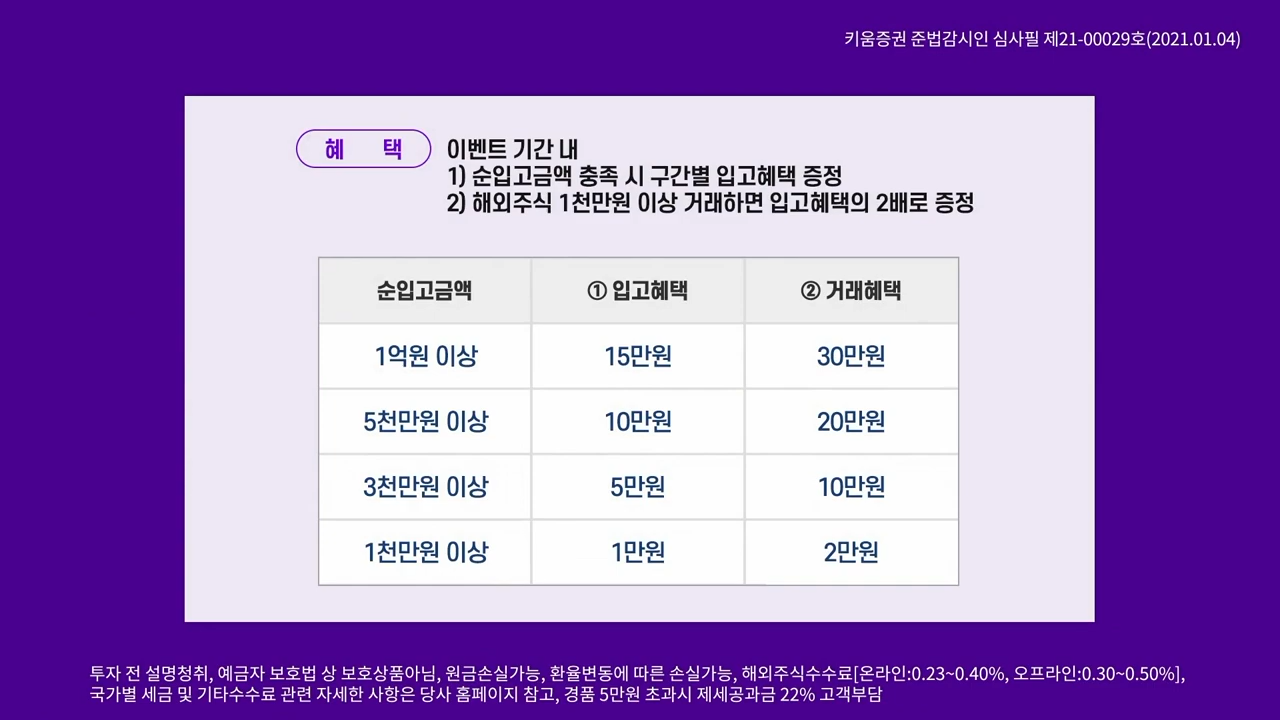 키움증권 준법감시인 심사필 제21-00029호(2021.01.04)
혜 택
이벤트 기간 내
1) 순입고금액 충족 시 구간별 입고혜택 증정
2) 해외주식 1천만원 이상 거래하면 입고혜택의 2배로 증정
순입고금액 ① 입고혜택 ② 거래혜택
1억원 이상 15만원 30만원
5천만원 이상 10만원 20만원
3천만원 이상 5만원 10만원
1천만원 이상 1만원 2만원
투자 전 설명청취, 예금자 보호법 상 보호상품아님, 원금손실가능, 환율변동에 따른 손실가능, 해외주식수수료[온라인:0.23~0.40%, 오프라인:0.30~0.50%],
국가별 세금 및 기타수수료 관련 자세한 사항은 당사 홈페이지 참고, 경품 5만원 초과시 제세공과금 22% 고객부담